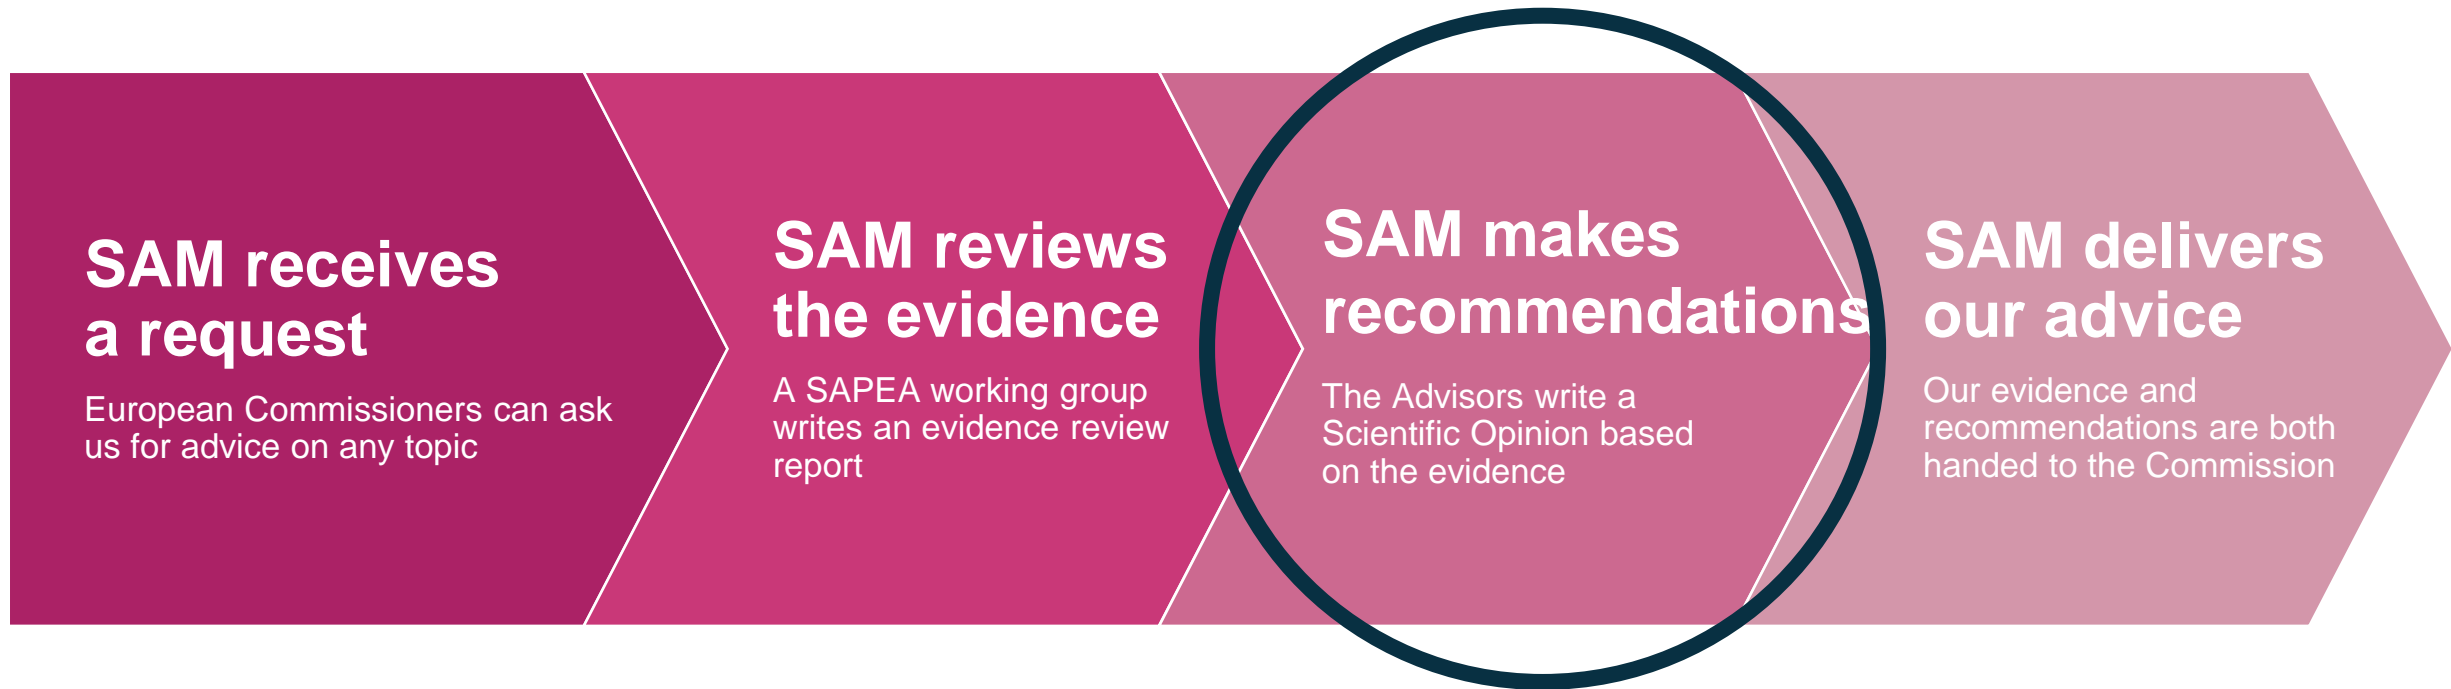 SAM receives
a request
European Commissioners can ask
us for advice on any topic
SAM reviews
the evidence
A SAPEA working group
writes an evidence review
report
SAM makes
recommendations
The Advisors write a
Scientific Opinion based
on the evidence
SAM delivers
our advice
Our evidence and
recommendations are both
handed to the Commission